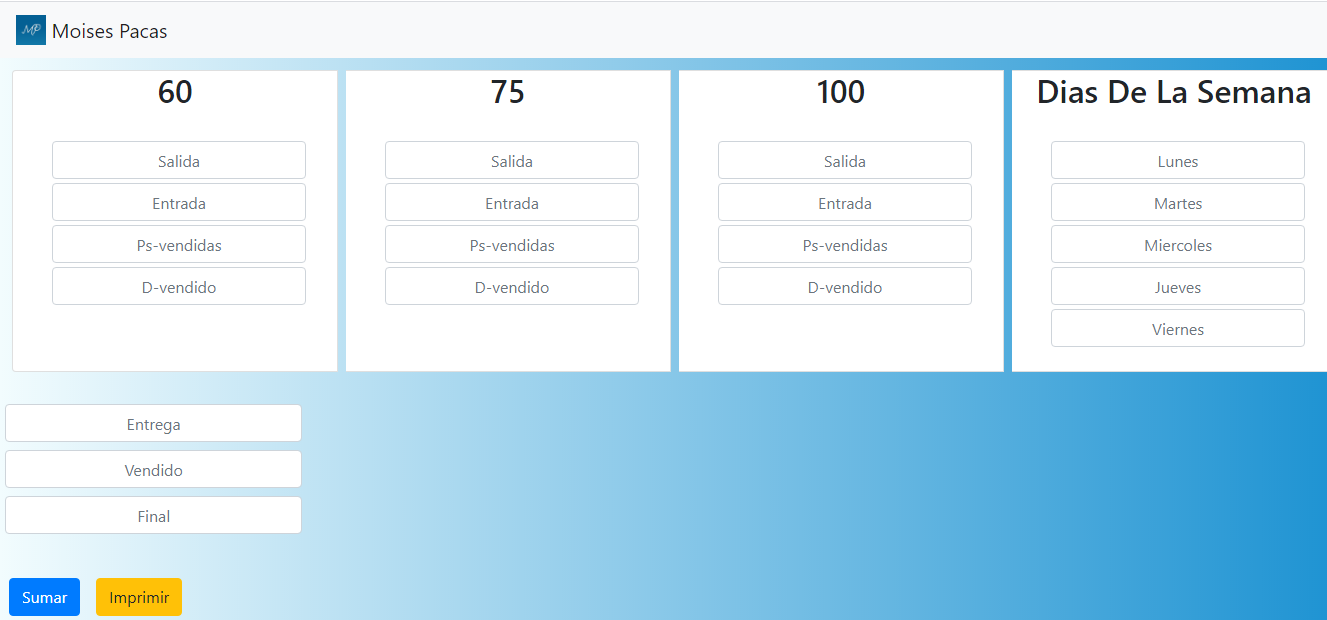 MP Moises Pacas
60
Salida
Entrada
Ps-vendidas
D-vendido
75
Salida
Entrada
Ps-vendidas
D-vendido
100
Salida
Entrada
Ps-vendidas
D-vendido
Dias De La Semana
Lunes
Martes
Miercoles
Jueves
Viernes
Entrega
Vendido
Final
Sumar Imprimir